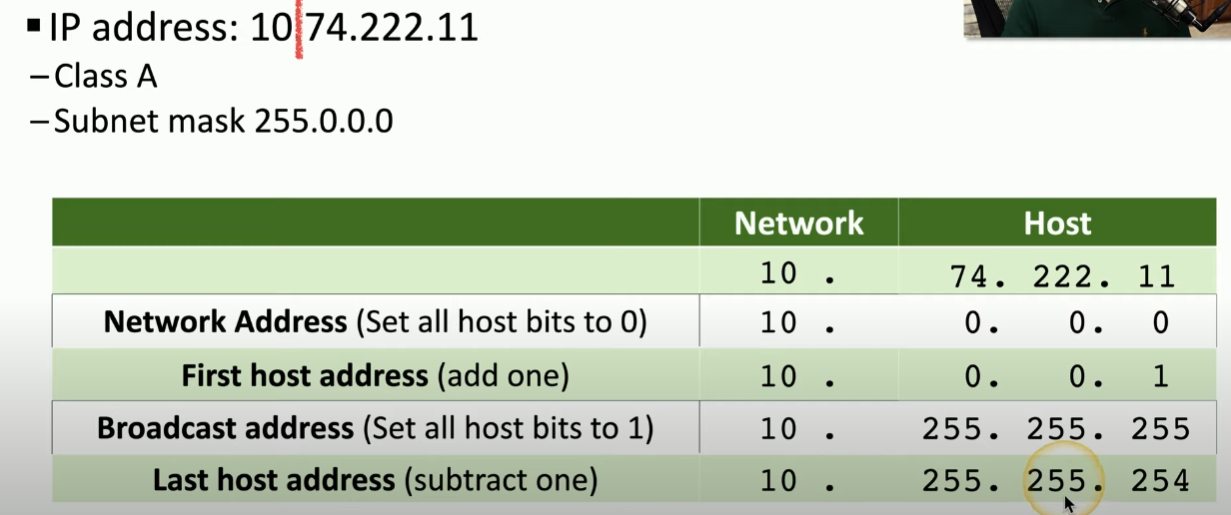 ▪ IP address: 10.74.222.11
– Class A
– Subnet mask 255.0.0.0
Network Host
10 . 74. 222. 11
Network Address (Set all host bits to 0) 10 . 0. 0. 0
First host address (add one) 10 . 0. 0. 1
Broadcast address (Set all host bits to 1) 10 . 255. 255. 255
Last host address (subtract one) 10 . 255. 255. 254